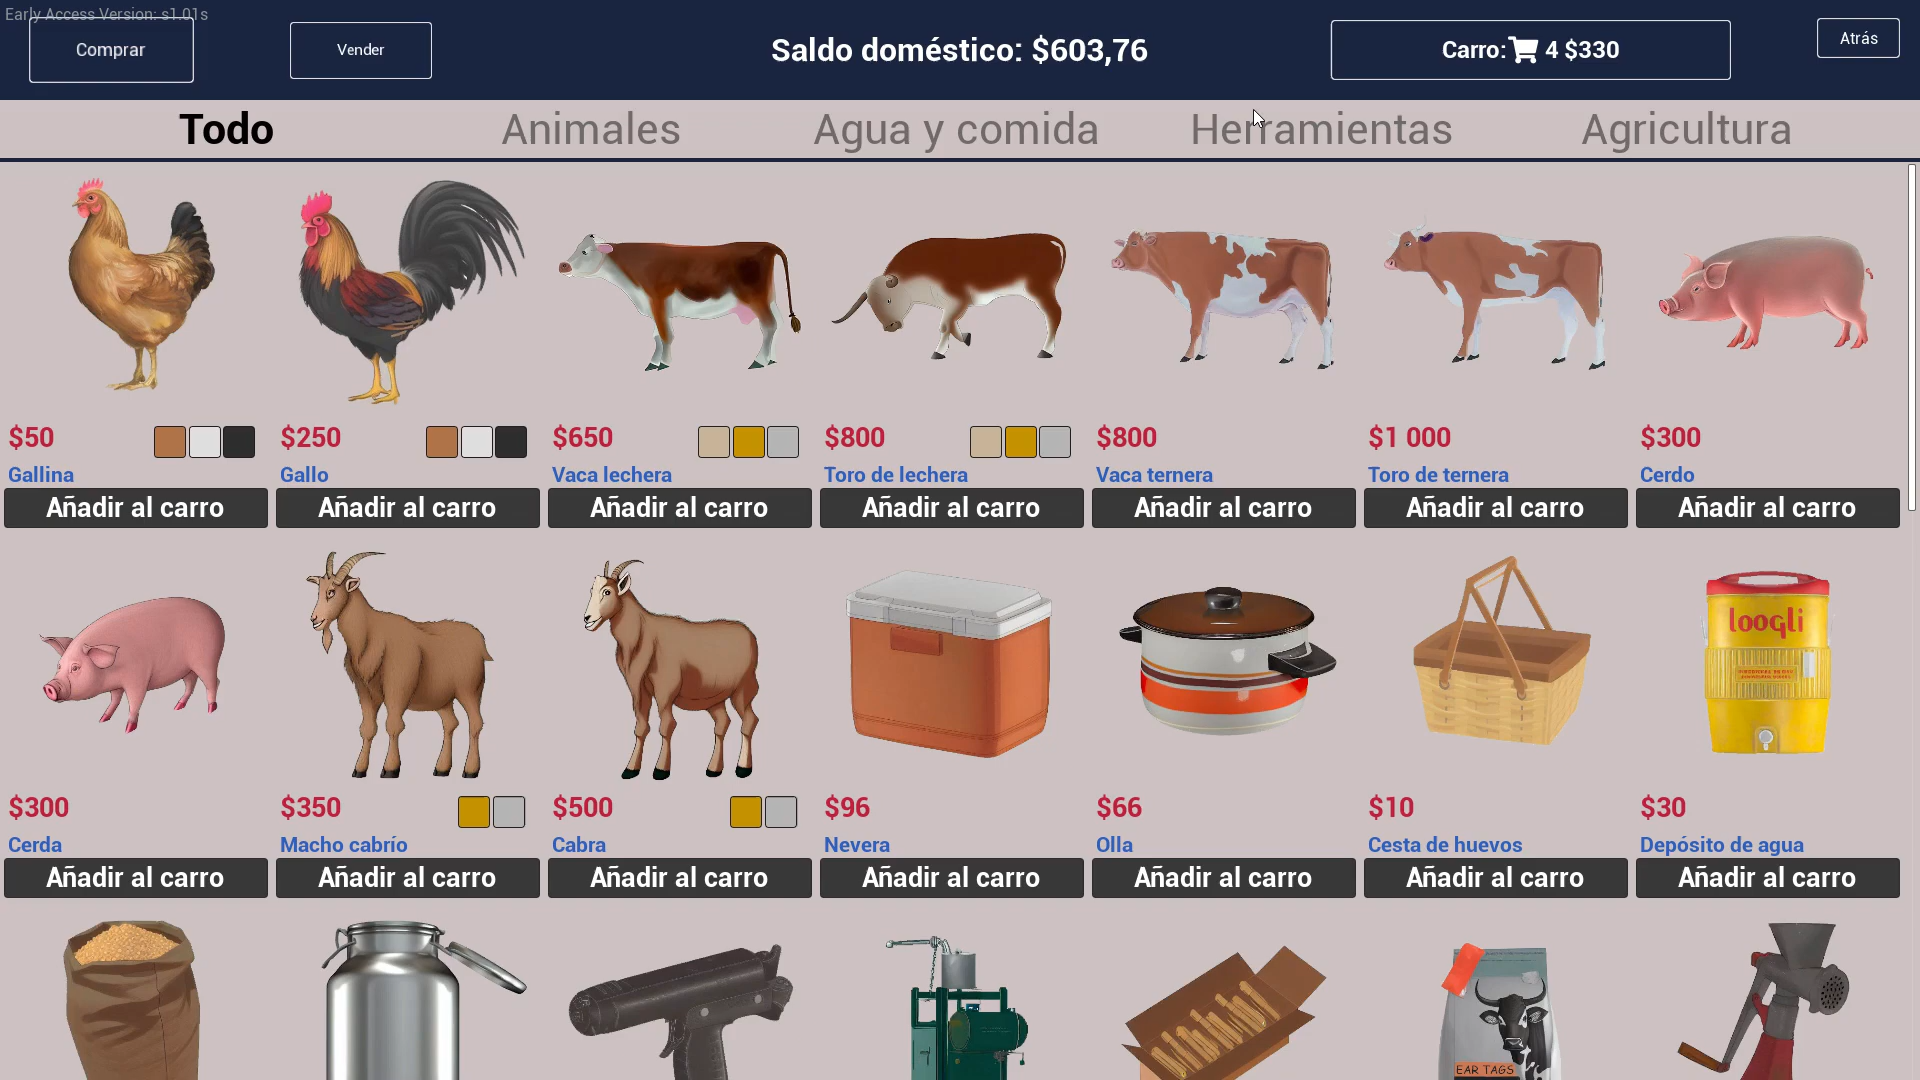 Early Access Version: s1.01s
Comprar
Vender
Saldo doméstico: $603,76
Carro: 4 $330
Atrás
Todo
Animales
Agua y comida
Herramientas
Agricultura
$50
Gallina
Añadir al carro
$250
Gallo
Añadir al carro
$650
Vaca lechera
Añadir al carro
$800
Toro de lechera
Añadir al carro
$800
Vaca ternera
Añadir al carro
$1 000
Toro de ternera
Añadir al carro
$300
Cerdo
Añadir al carro
loogli
$300
Cerda
Añadir al carro
$350
Macho cabrío
Añadir al carro
$500
Cabra
Añadir al carro
$96
Nevera
Añadir al carro
$66
Olla
Añadir al carro
$10
Cesta de huevos
Añadir al carro
$30
Depósito de agua
Añadir al carro
EAR TAGS